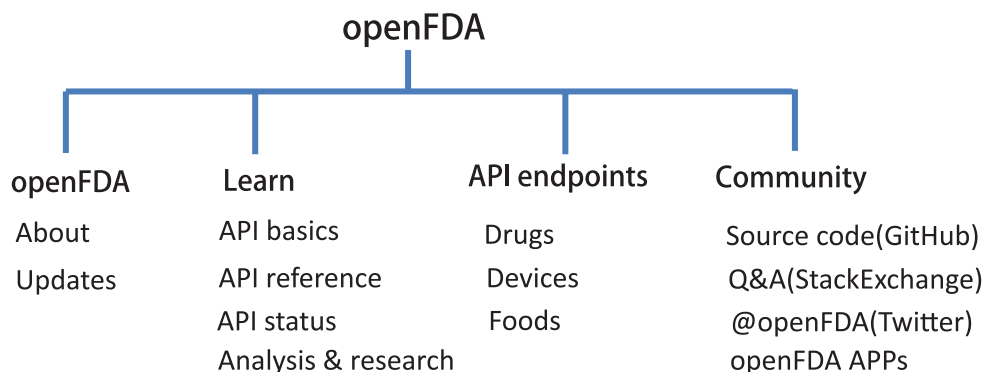 openFDA
openFDA
About
Updates
Learn
API basics
API reference
API status
Analysis & research
API endpoints
Drugs
Devices
Foods
Community
Source code(GitHub)
Q&A(StackExchange)
@openFDA(Twitter)
openFDA APPs